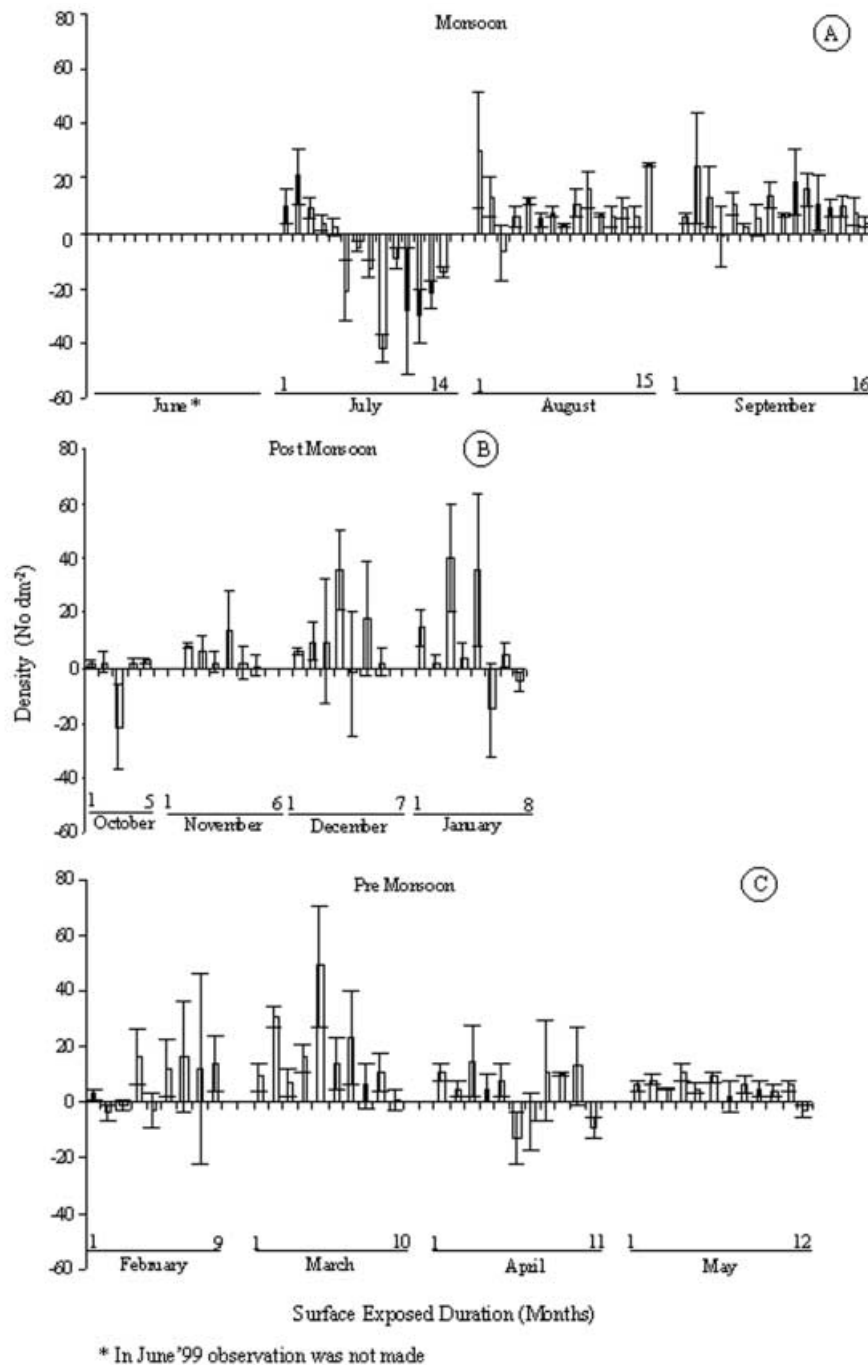 Monsoon
A
80
60
40
20
0
-20
-40
-60
1 14 1 15 1 16
June * July August September
Post Monsoon
B
80
60
40
20
0
-20
-40
-60
1 5 1 6 1 7 1 8
October November December January
Density (No dm-²)
Pre Monsoon
C
80
60
40
20
0
-20
-40
-60
1 9 1 10 1 11 1 12
February March April May
Surface Exposed Duration (Months)
* In June'99 observation was not made